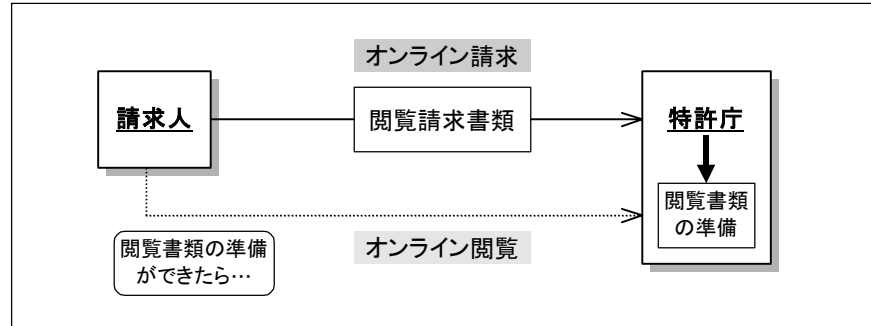 オンライン請求
請求人
閲覧請求書類
特許庁
閲覧書類
の準備
閲覧書類の準備
ができたら…
オンライン閲覧